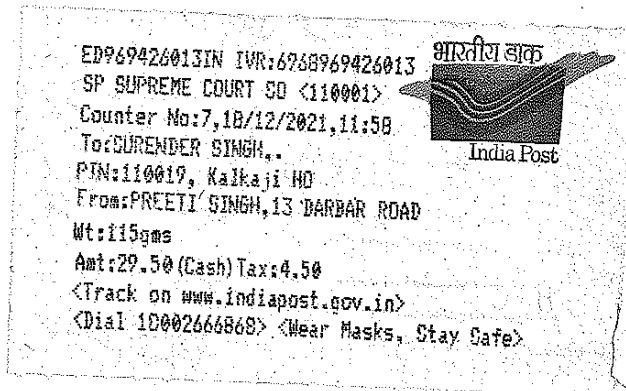 ED969426013IN IVR:6968969426013
SP SUPREME COURT SO <110001>
Counter No:7,18/12/2021,11:58
To:SURENDER SINGH,.
PIN:110019, Kalkaji HO
From:PREETI SINGH,13 DARBAR ROAD
Wt:115gms
Amt:29.50(Cash)Tax:4.50
<Track on www.indiapost.gov.in>
<Dial 18002666868> <Wear Masks, Stay Safe>
भारतीय डाक
India Post